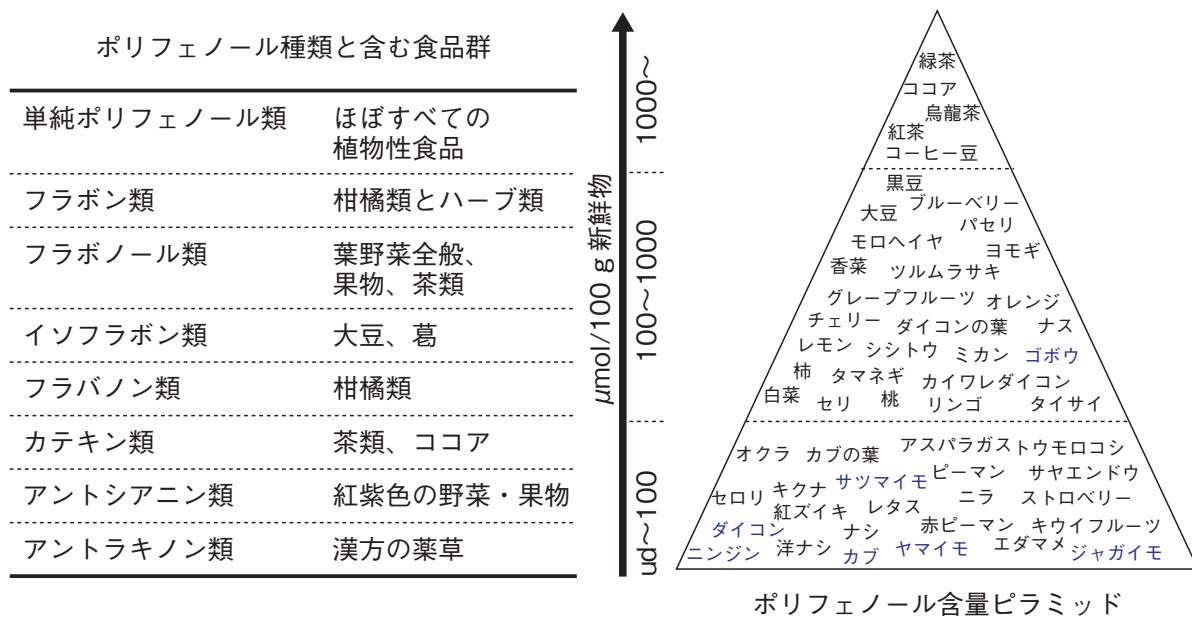 ポリフェノール種類と含む食品群
単純ポリフェノール類 ほぼすべての
植物性食品
フラボン類 柑橘類とハーブ類
フラボノール類 葉野菜全般、
果物、茶類
イソフラボン類 大豆、葛
フラバノン類 柑橘類
カテキン類 茶類、ココア
アントシアニン類 紅紫色の野菜・果物
アントラキノン類 漢方の薬草
μmol/100 g 新鮮物
1000〜
100〜1000
ud〜100
緑茶
ココア
烏龍茶
紅茶
コーヒー豆
黒豆
ブルーベリー
大豆
パセリ
モロヘイヤ
ヨモギ
香菜
ツルムラサキ
グレープフルーツ オレンジ
チェリー ダイコンの葉 ナス
レモン シシトウ ミカン ゴボウ
柿 タマネギ カイワレダイコン
白菜 セリ 桃 リンゴ タイサイ
オクラ カブの葉 アスパラガス トウモロコシ
サツマイモ ピーマン サヤエンドウ
セロリ キクナ ニラ ストロベリー
紅ズイキ レタス
ダイコン ナシ 赤ピーマン キウイフルーツ
ニンジン 洋ナシ カブ ヤマイモ エダマメ ジャガイモ
ポリフェノール含量ピラミッド